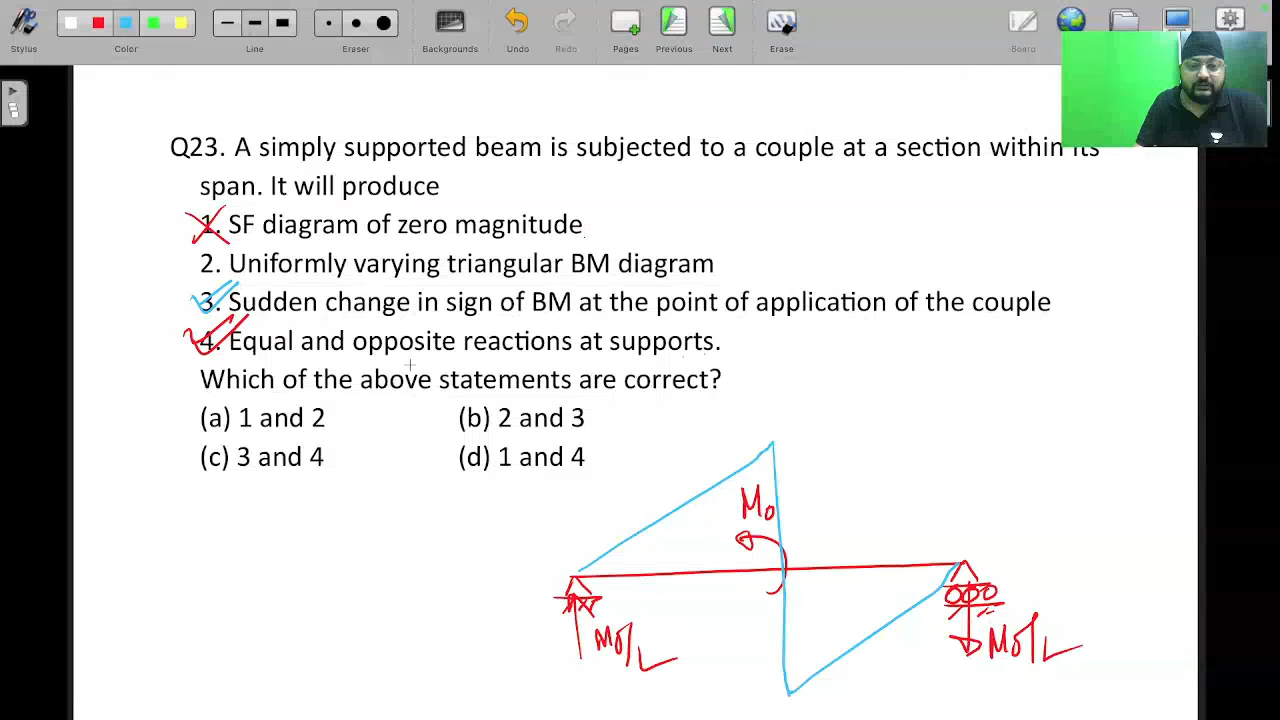 Stylus
Color
Line
Eraser
Backgrounds
Undo
Redo
Pages
Previous
Next
Erase
Board
Q23. A simply supported beam is subjected to a couple at a section within its
span. It will produce
1. SF diagram of zero magnitude
2. Uniformly varying triangular BM diagram
3. Sudden change in sign of BM at the point of application of the couple
4. Equal and opposite reactions at supports.
Which of the above statements are correct?
(a) 1 and 2
(b) 2 and 3
(c) 3 and 4
(d) 1 and 4
M₀
M₀/L
M₀/L